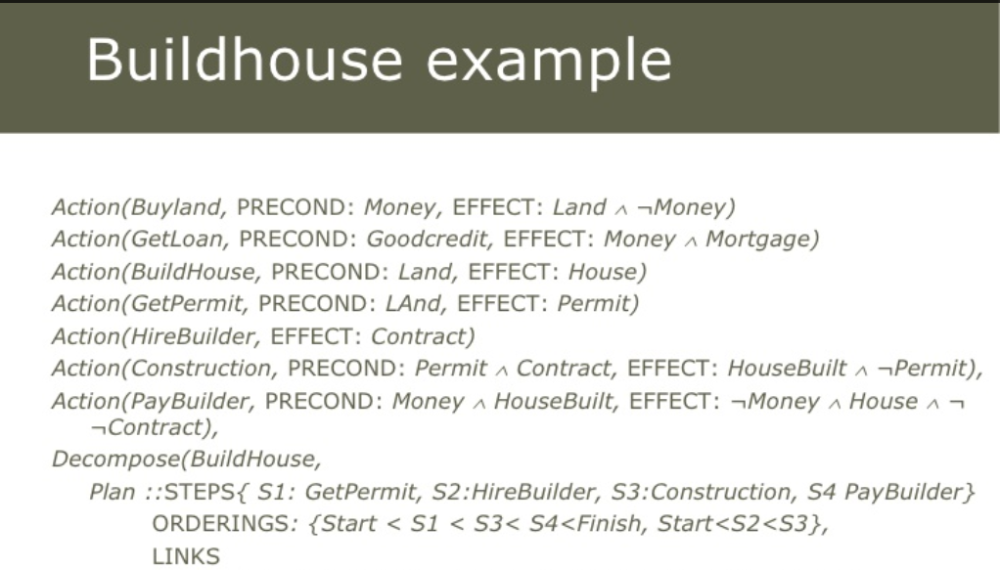 Buildhouse example
Action(Buyland, PRECOND: Money, EFFECT: Land ∧ ¬Money)
Action(GetLoan, PRECOND: Goodcredit, EFFECT: Money ∧ Mortgage)
Action(BuildHouse, PRECOND: Land, EFFECT: House)
Action(GetPermit, PRECOND: LAnd, EFFECT: Permit)
Action(HireBuilder, EFFECT: Contract)
Action(Construction, PRECOND: Permit ∧ Contract, EFFECT: HouseBuilt ∧ ¬Permit),
Action(PayBuilder, PRECOND: Money ∧ HouseBuilt, EFFECT: ¬Money ∧ House ∧ ¬
¬Contract),
Decompose(BuildHouse,
Plan ::STEPS{ S1: GetPermit, S2:HireBuilder, S3:Construction, S4 PayBuilder}
ORDERINGS: {Start < S1 < S3< S4<Finish, Start<S2<S3},
LINKS